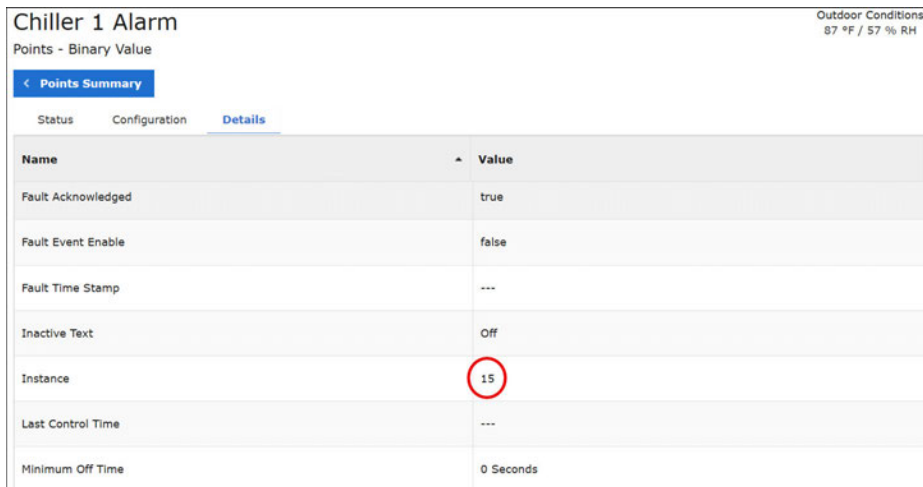 Chiller 1 Alarm
Outdoor Conditions
87 °F / 57 % RH
Points - Binary Value
< Points Summary
Status Configuration Details
Name Value
Fault Acknowledged true
Fault Event Enable false
Fault Time Stamp ---
Inactive Text Off
Instance 15
Last Control Time ---
Minimum Off Time 0 Seconds